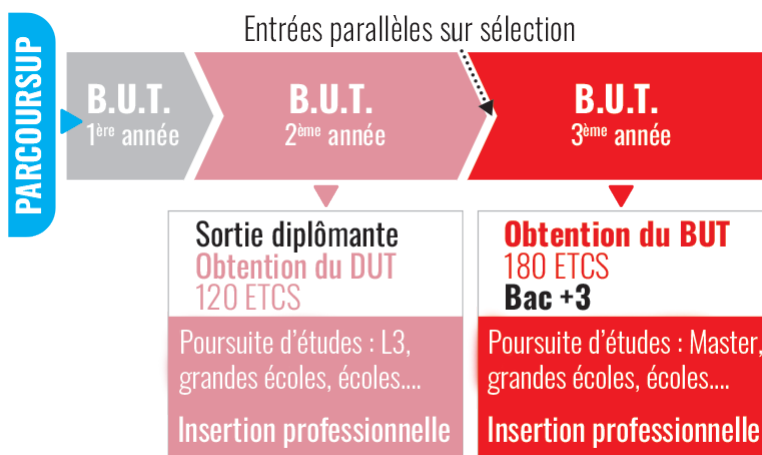 PARCOURSUP
Entrées parallèles sur sélection
B.U.T.
1ère année
B.U.T.
2ème année
B.U.T.
3ème année
Sortie diplômante
Obtention du DUT
120 ETCS
Poursuite d'études : L3,
grandes écoles, écoles....
Insertion professionnelle
Obtention du BUT
180 ETCS
Bac +3
Poursuite d'études : Master,
grandes écoles, écoles....
Insertion professionnelle